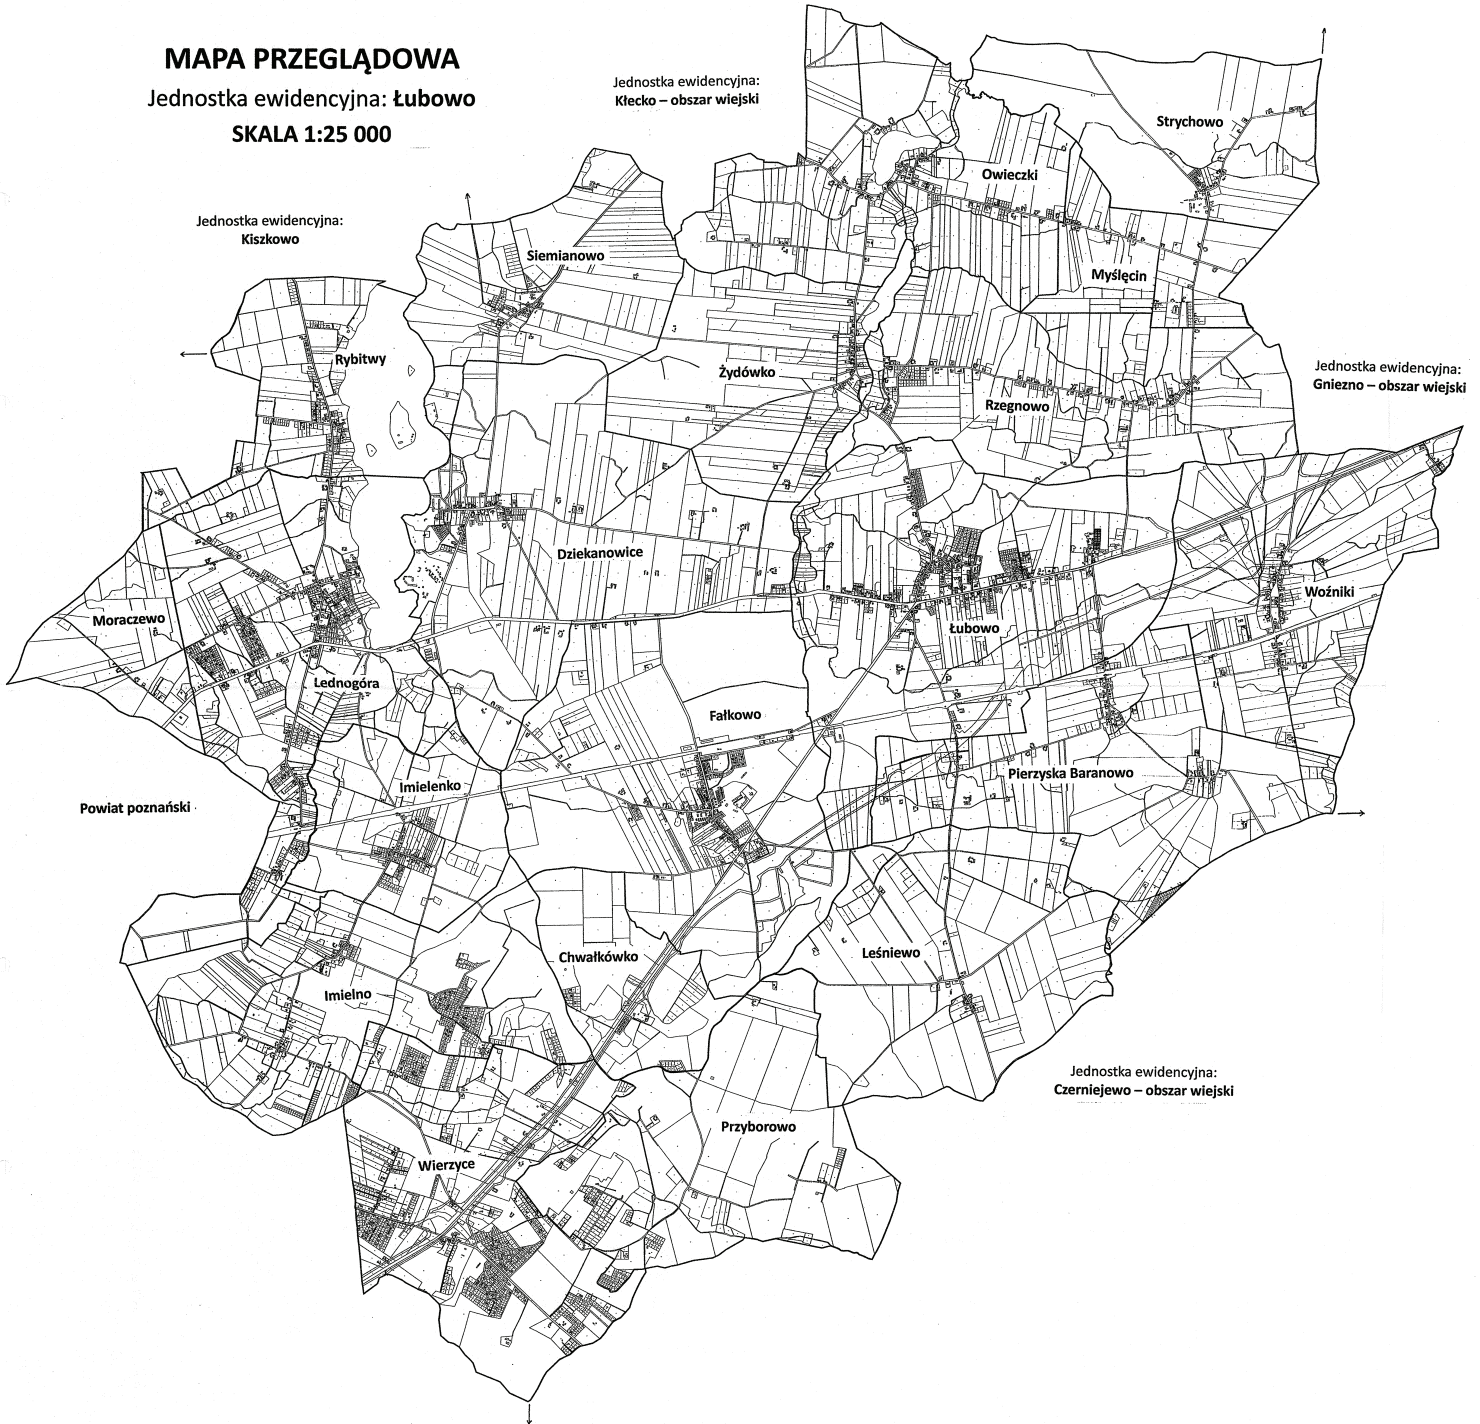 MAPA PRZEGLĄDOWA
Jednostka ewidencyjna: Łubowo
SKALA 1:25 000
Jednostka ewidencyjna:
Kłecko – obszar wiejski
Strychowo
Owieczki
Jednostka ewidencyjna:
Kiszkowo
Siemianowo
Myślęcin
Rybitwy
Żydówko
Jednostka ewidencyjna:
Gniezno – obszar wiejski
Rzegnowo
Dziekanowice
Woźniki
Moraczewo
Łubowo
Lednogóra
Fałkowo
Pierzyska Baranowo
Imielenko
Powiat poznański
Leśniewo
Chwałkówko
Imielno
Jednostka ewidencyjna:
Czerniejewo – obszar wiejski
Przyborowo
Wierzyce